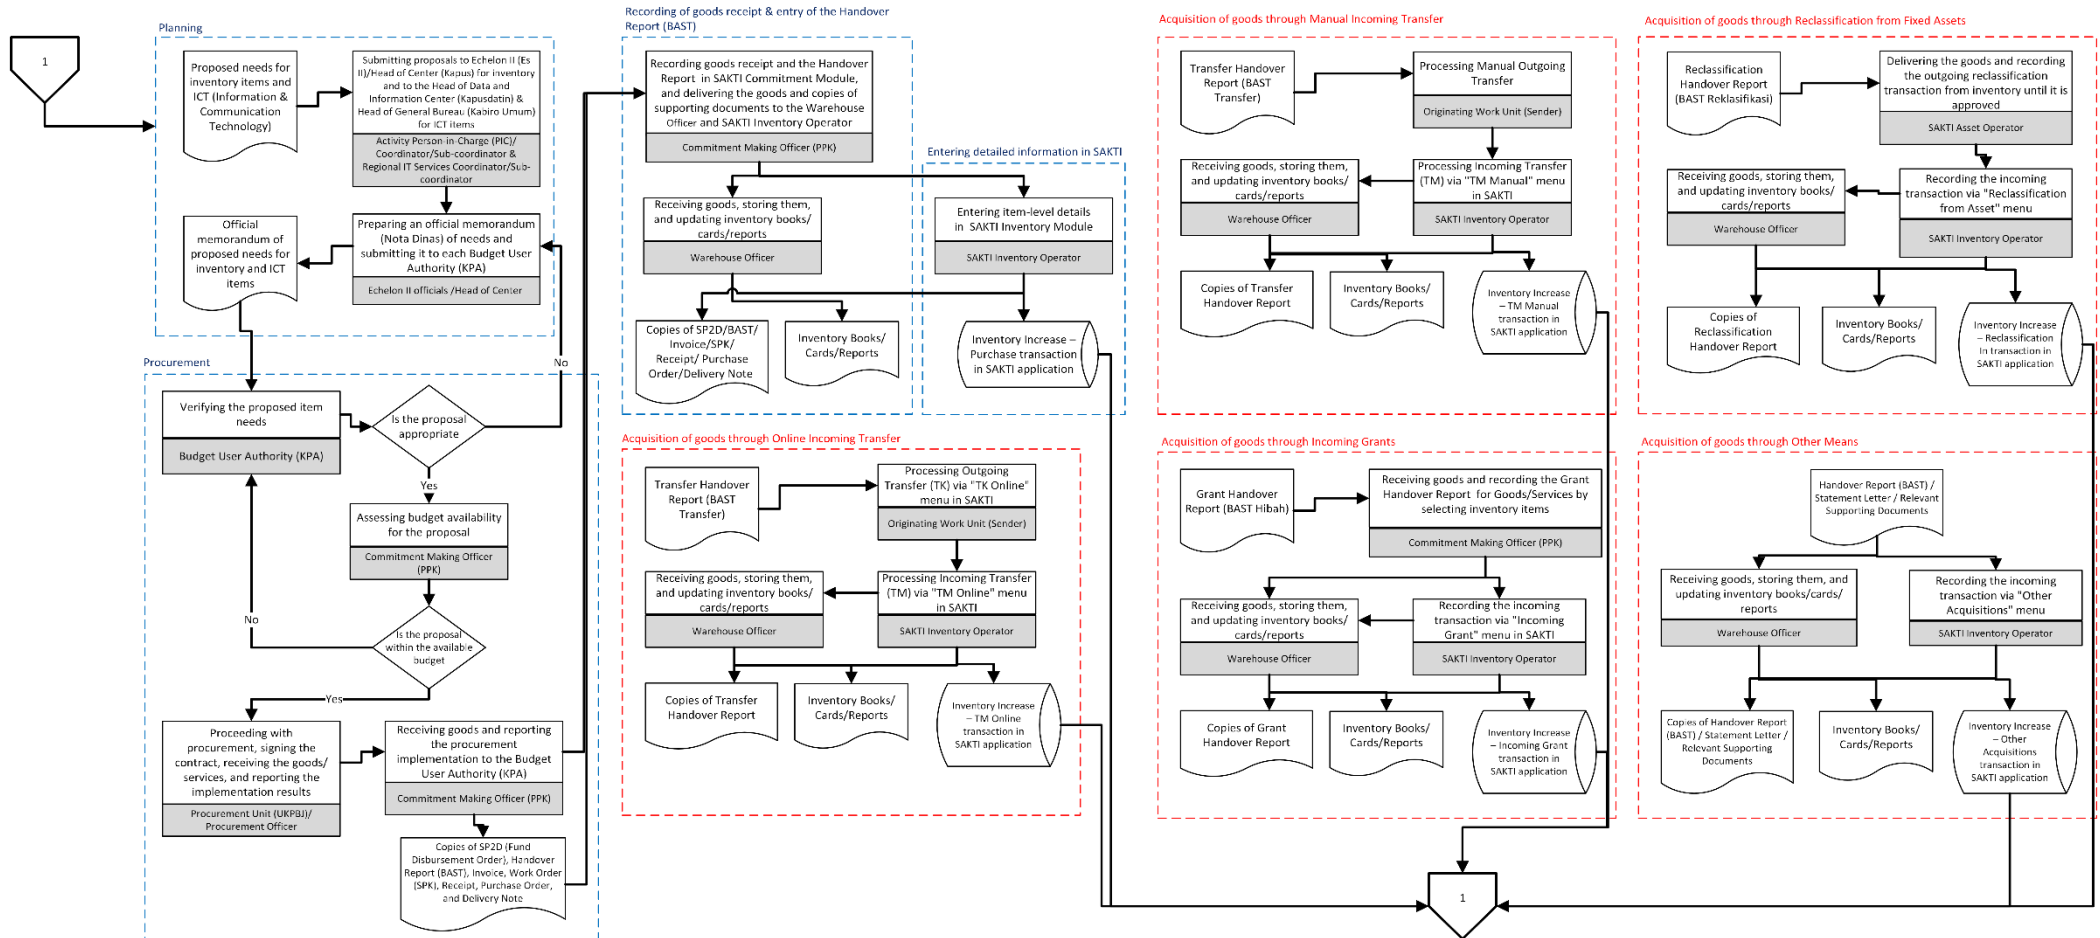 1
Planning
Proposed needs for
inventory items and
ICT (Information &
Communication
Technology)
Submitting proposals to Echelon II (Es
II)/Head of Center (Kapus) for inventory
and to the Head of Data and
Information Center (Kapusdatin) &
Head of General Bureau (Kabiro Umum)
for ICT items
Activity Person-in-Charge (PIC)/
Coordinator/Sub-coordinator &
Regional IT Services Coordinator/Sub-
coordinator
Official
memorandum of
proposed needs for
inventory and ICT
items
Preparing an official memorandum
(Nota Dinas) of needs and
submitting it to each Budget User
Authority (KPA)
Echelon II officials /Head of Center
Procurement
No
Verifying the proposed item
needs
Budget User Authority (KPA)
Is the proposal
appropriate
Yes
Assessing budget availability
for the proposal
Commitment Making Officer
(PPK)
No
Is the proposal
within the available
budget
Yes
Proceeding with
procurement, signing the
contract, receiving the goods/
services, and reporting the
implementation results
Procurement Unit (UKPBJ)/
Procurement Officer
Receiving goods and reporting
the procurement
implementation to the Budget
User Authority (KPA)
Commitment Making Officer (PPK)
Copies of SP2D (Fund
Disbursement Order), Handover
Report (BAST), Invoice, Work Order
(SPK), Receipt, Purchase Order,
and Delivery Note
Recording of goods receipt & entry of the Handover
Report (BAST)
Recording goods receipt and the Handover
Report in SAKTI Commitment Module,
and delivering the goods and copies of
supporting documents to the Warehouse
Officer and SAKTI Inventory Operator
Commitment Making Officer (PPK)
Receiving goods, storing them,
and updating inventory books/
cards/reports
Warehouse Officer
Copies of SP2D/BAST/
Invoice/SPK/
Receipt/ Purchase
Order/Delivery Note
Inventory Books/
Cards/Reports
Entering detailed information in SAKTI
Entering item-level details
in SAKTI Inventory Module
SAKTI Inventory Operator
Inventory Increase –
Purchase transaction
in SAKTI application
Acquisition of goods through Online Incoming Transfer
Transfer Handover
Report (BAST
Transfer)
Processing Outgoing
Transfer (TK) via "TK Online"
menu in SAKTI
Originating Work Unit (Sender)
Receiving goods, storing them,
and updating inventory books/
cards/reports
Warehouse Officer
Processing Incoming Transfer
(TM) via "TM Online" menu
in SAKTI
SAKTI Inventory Operator
Copies of Transfer
Handover Report
Inventory Books/
Cards/Reports
Inventory Increase
– TM Online
transaction in
SAKTI application
Acquisition of goods through Manual Incoming Transfer
Transfer Handover
Report (BAST
Transfer)
Processing Manual Outgoing
Transfer
Originating Work Unit (Sender)
Receiving goods, storing them,
and updating inventory books/
cards/reports
Warehouse Officer
Processing Incoming Transfer
(TM) via "TM Manual" menu
in SAKTI
SAKTI Inventory Operator
Copies of Transfer
Handover Report
Inventory Books/
Cards/Reports
Inventory Increase
– TM Manual
transaction in
SAKTI application
Acquisition of goods through Reclassification from Fixed Assets
Reclassification
Handover Report
(BAST Reklasifikasi)
Delivering the goods and recording
the outgoing reclassification
transaction from inventory until it is
approved
SAKTI Asset Operator
Receiving goods, storing them,
and updating inventory books/
cards/reports
Warehouse Officer
Recording the incoming
transaction via "Reclassification
from Asset" menu
SAKTI Inventory Operator
Copies of
Reclassification
Handover Report
Inventory Books/
Cards/Reports
Inventory Increase
– Reclassification
In transaction in
SAKTI application
Acquisition of goods through Incoming Grants
Grant Handover
Report (BAST Hibah)
Receiving goods and recording the Grant
Handover Report for Goods/Services by
selecting inventory items
Commitment Making Officer (PPK)
Receiving goods, storing them,
and updating inventory books/
cards/reports
Warehouse Officer
Recording the incoming
transaction via "Incoming
Grant" menu in SAKTI
SAKTI Inventory Operator
Copies of Grant
Handover Report
Inventory Books/
Cards/Reports
Inventory Increase
– Incoming Grant
transaction in
SAKTI application
Acquisition of goods through Other Means
Handover Report (BAST) /
Statement Letter / Relevant
Supporting Documents
Receiving goods, storing them, and
updating inventory books/cards/
reports
Warehouse Officer
Recording the incoming
transaction via "Other
Acquisitions" menu
SAKTI Inventory Operator
Copies of Handover Report
(BAST) / Statement Letter /
Relevant Supporting
Documents
Inventory Books/
Cards/Reports
Inventory Increase
– Other
Acquisitions
transaction in
SAKTI application
1